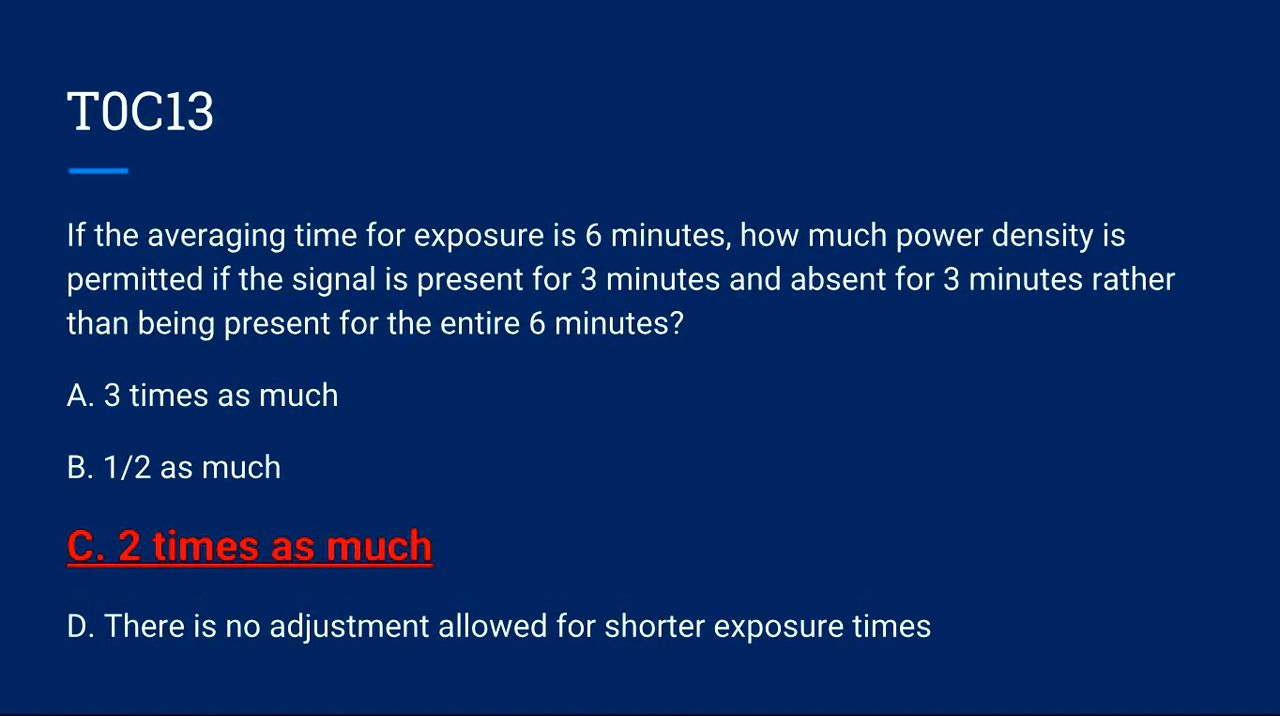 T0C13
If the averaging time for exposure is 6 minutes, how much power density is
permitted if the signal is present for 3 minutes and absent for 3 minutes rather
than being present for the entire 6 minutes?
A. 3 times as much
B. 1/2 as much
C. 2 times as much
D. There is no adjustment allowed for shorter exposure times